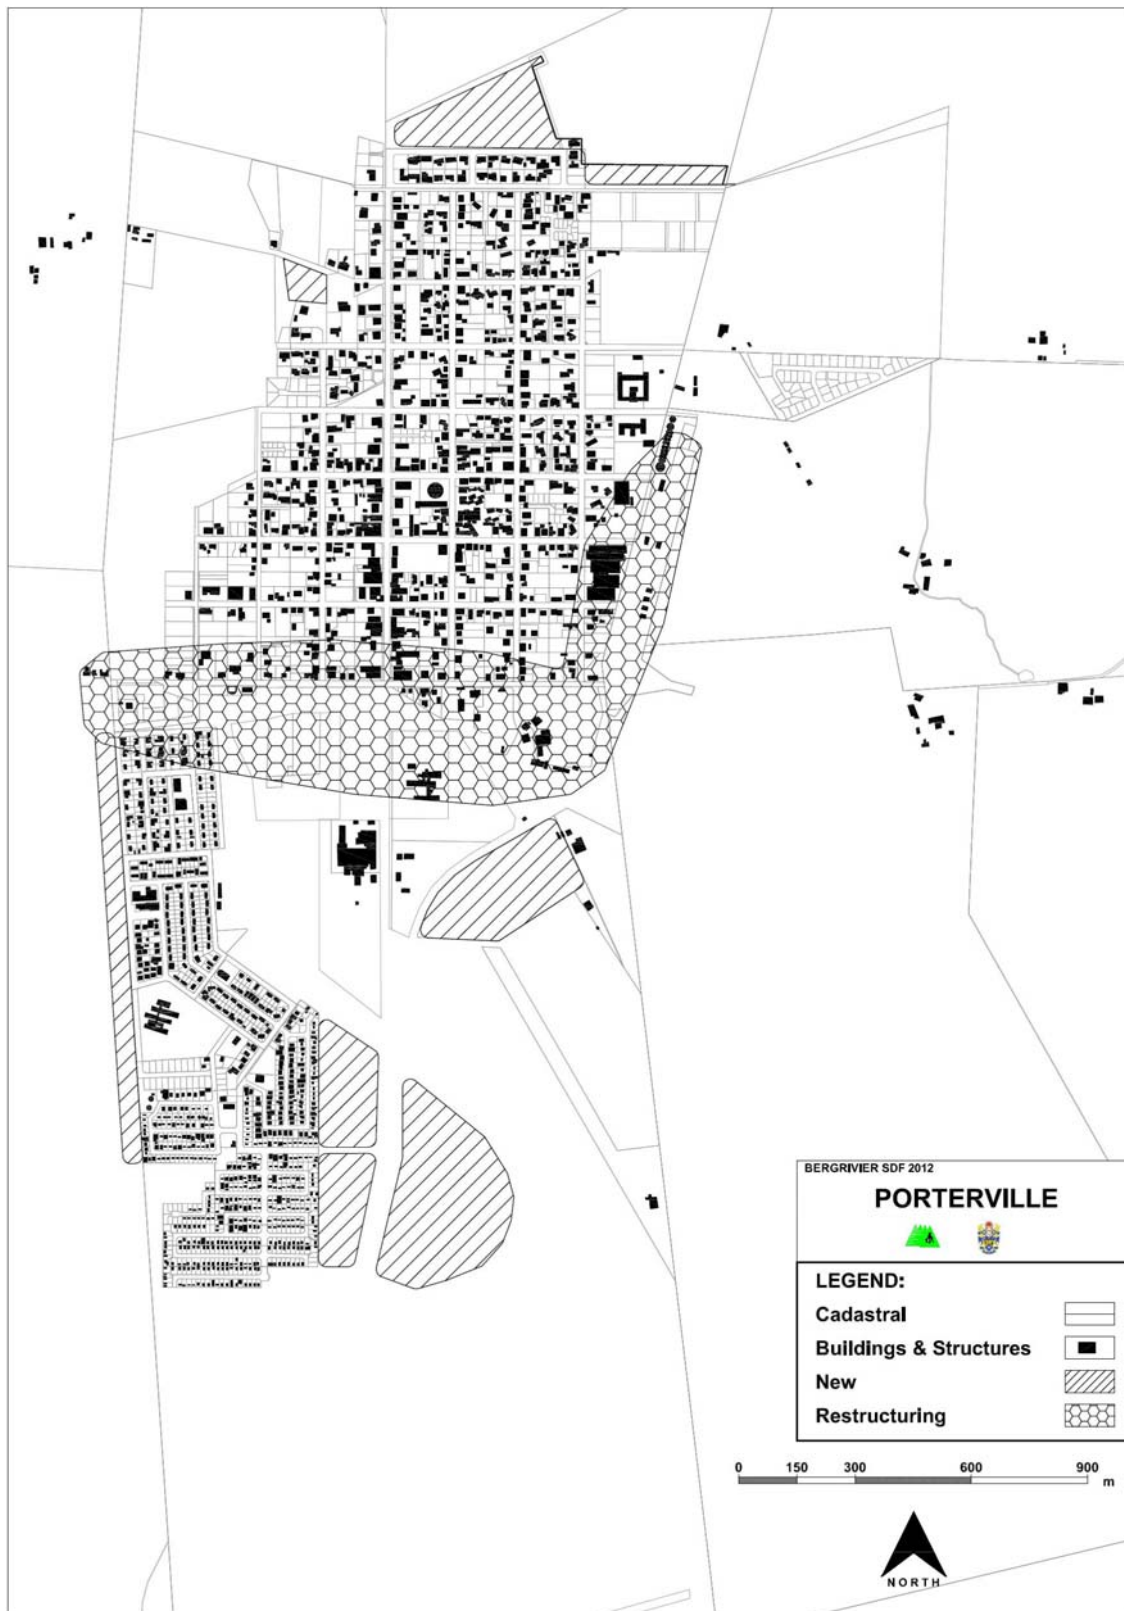 BERGRIVIER SDF 2012
PORTERVILLE
LEGEND:
Cadastral
Buildings & Structures
New
Restructuring
0 150 300 600 900
m
NORTH